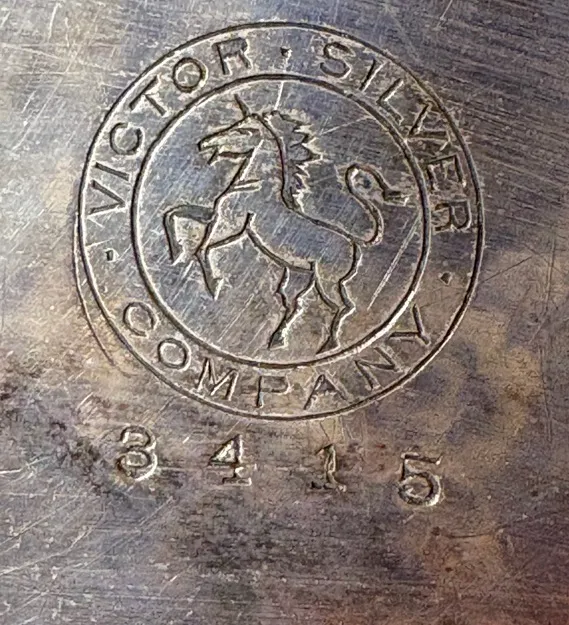 · VICTOR · SILVER ·
COMPANY
3415